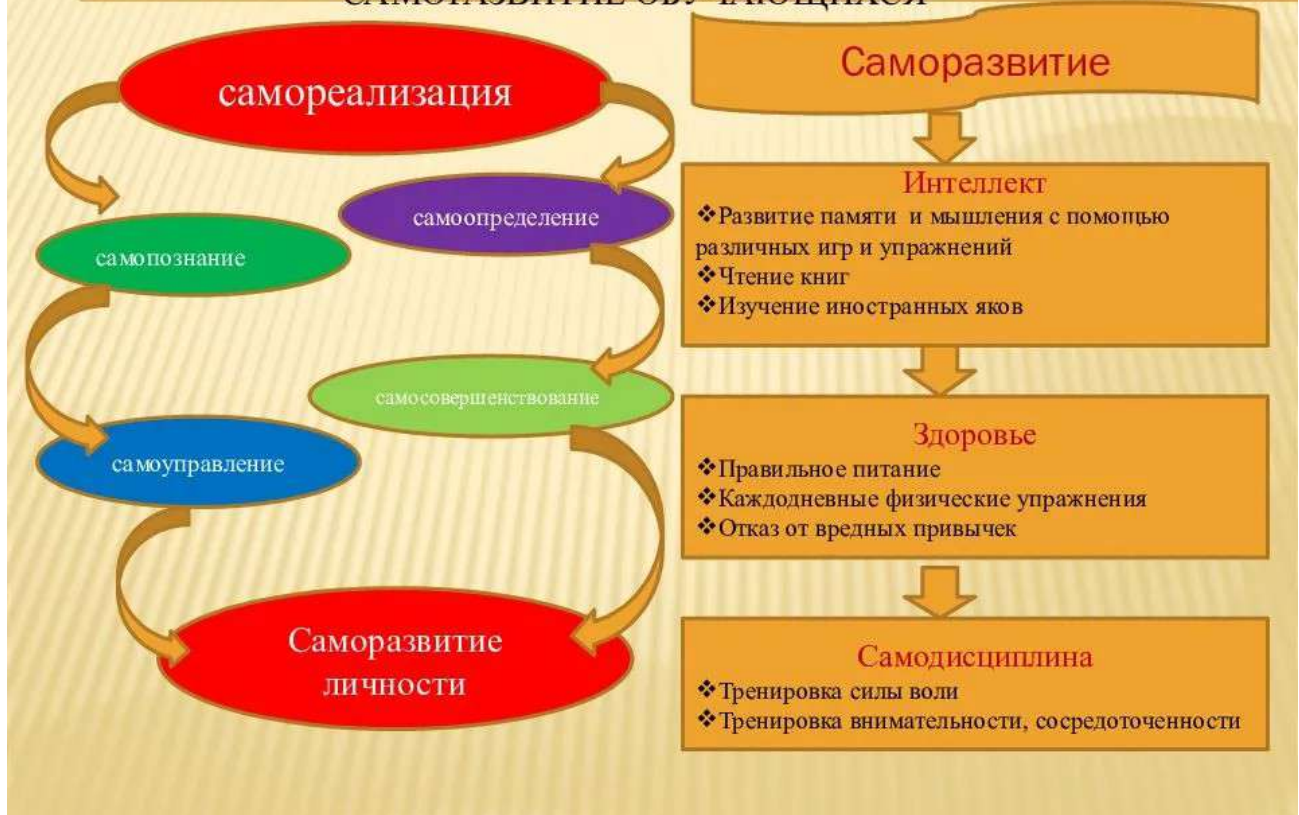 САМОРАЗВИТИЕ ОБУЧАЮЩИХСЯ
самореализация
самоопределение
самопознание
самосовершенствование
самоуправление
Саморазвитие
личности
Саморазвитие
Интеллект
❖Развитие памяти и мышления с помощью
различных игр и упражнений
❖Чтение книг
❖Изучение иностранных яков
Здоровье
❖Правильное питание
❖Каждодневные физические упражнения
❖Отказ от вредных привычек
Самодисциплина
❖Тренировка силы воли
❖Тренировка внимательности, сосредоточенности